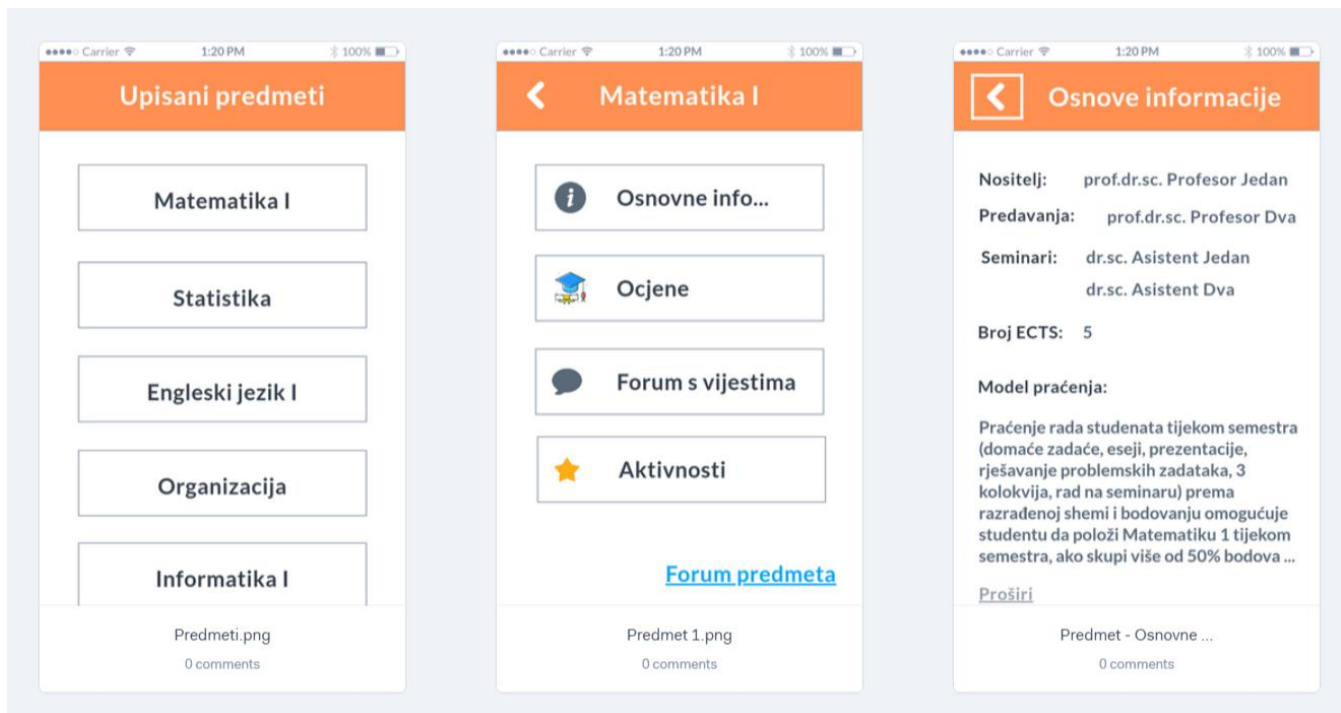 Carrier 1:20 PM 100%
Upisani predmeti
Matematika I
Statistika
Engleski jezik I
Organizacija
Informatika I
Predmeti.png
0 comments
Carrier 1:20 PM 100%
Matematika I
Osnovne info...
Ocjene
Forum s vijestima
Aktivnosti
Forum predmeta
Predmet 1.png
0 comments
Carrier 1:20 PM 100%
Osnove informacije
Nositelj: prof.dr.sc. Profesor Jedan
Predavanja: prof.dr.sc. Profesor Dva
Seminari: dr.sc. Asistent Jedan
dr.sc. Asistent Dva
Broj ECTS: 5
Model praćenja:
Praćenje rada studenata tijekom semestra
(domaće zadaće, eseji, prezentacije,
rješavanje problemskih zadataka, 3
kolokvija, rad na seminaru) prema
razrađenoj shemi i bodovanju omogućuje
studentu da položi Matematiku 1 tijekom
semestra, ako skupi više od 50% bodova ...
Proširi
Predmet - Osnovne ...
0 comments